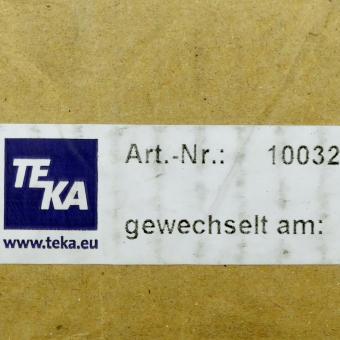 TEKA
www.teka.eu
Art.-Nr.: 10032
gewechselt am: